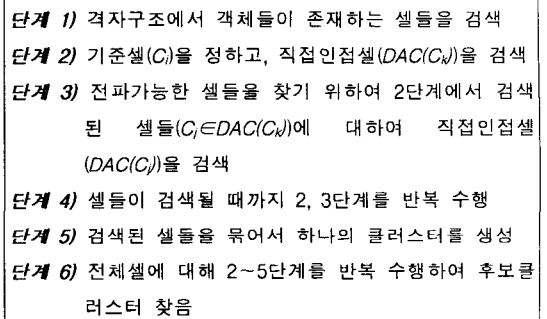 단계 1) 격자구조에서 객체들이 존재하는 셀들을 검색
단계 2) 기준셀(Cᵢ)을 정하고, 직접인접셀(DAC(Cₖ))을 검색
단계 3) 전파가능한 셀들을 찾기 위하여 2단계에서 검색
된 셀들(Cⱼ∈DAC(Cₖ))에 대하여 직접인접셀
(DAC(Cⱼ))을 검색
단계 4) 셀들이 검색될 때까지 2, 3단계를 반복 수행
단계 5) 검색된 셀들을 묶어서 하나의 클러스터를 생성
단계 6) 전체셀에 대해 2~5단계를 반복 수행하여 후보클
러스터 찾음